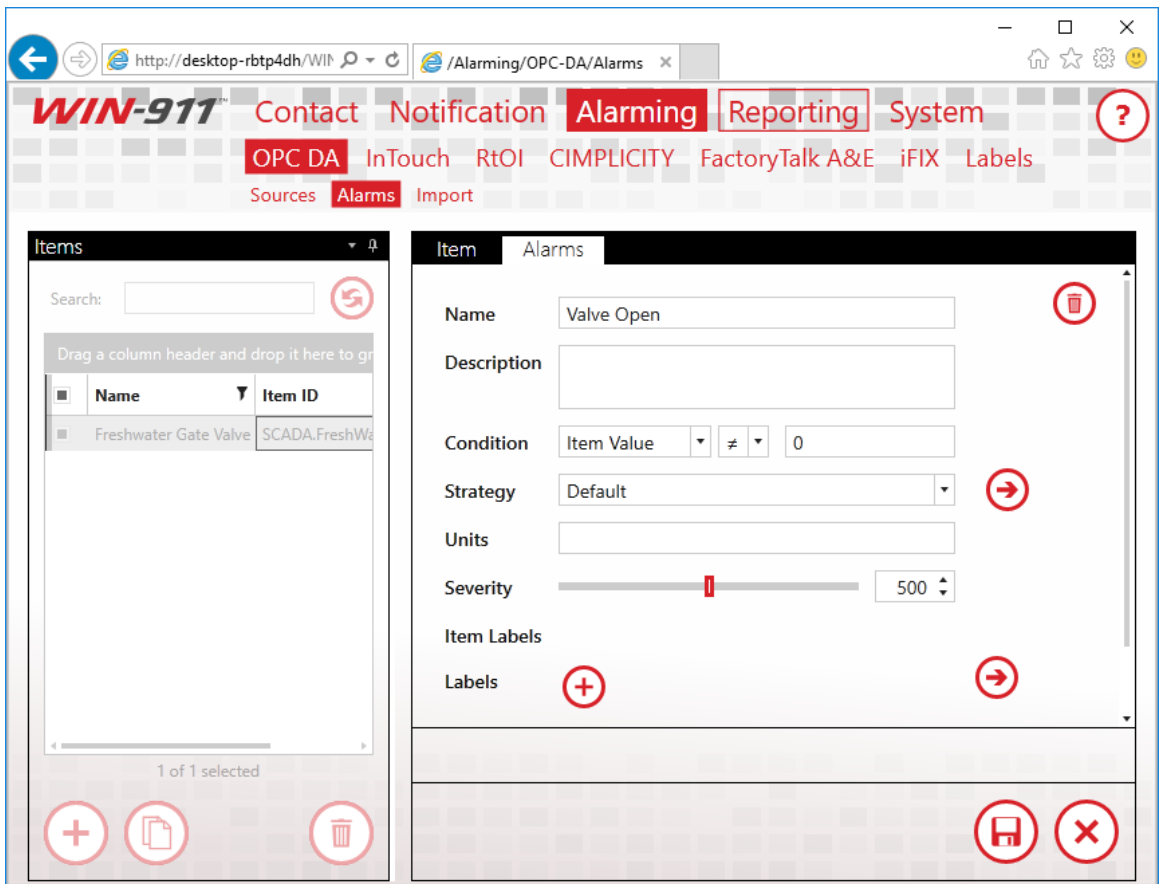 http://desktop-rbtp4dh/WIN
/Alarming/OPC-DA/Alarms
WIN-911™ Contact Notification Alarming Reporting System ?
OPC DA InTouch RtOI CIMPLICITY FactoryTalk A&E iFIX Labels
Sources Alarms Import
Items
Search:
Drag a column header and drop it here to gr
Name Item ID
Freshwater Gate Valve SCADA.FreshWa
1 of 1 selected
Item Alarms
Name Valve Open
Description
Condition Item Value ≠ 0
Strategy Default
Units
Severity 500
Item Labels
Labels